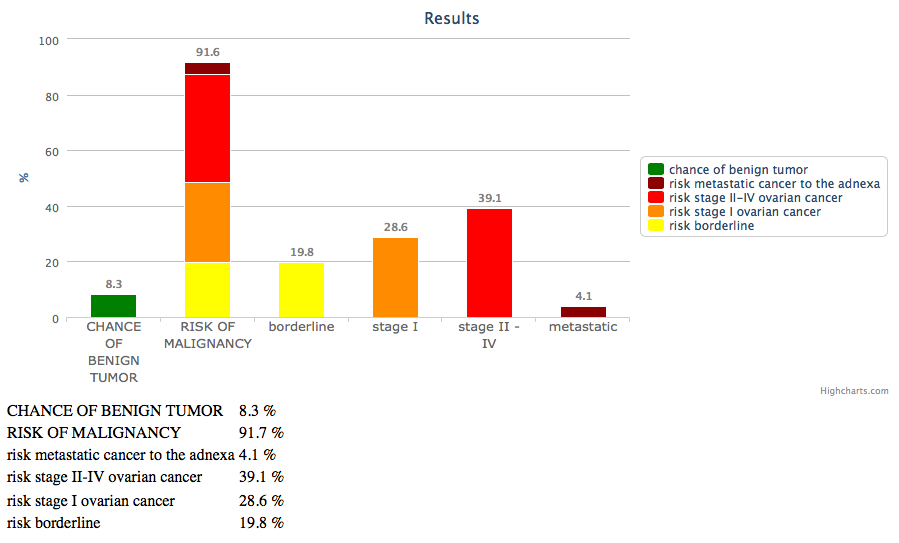 Results
100
80
60
40
20
0
%
8.3
91.6
19.8
28.6
39.1
4.1
CHANCE
OF
BENIGN
TUMOR
RISK OF
MALIGNANCY
borderline
stage I
stage II -
IV
metastatic
chance of benign tumor
risk metastatic cancer to the adnexa
risk stage II-IV ovarian cancer
risk stage I ovarian cancer
risk borderline
Highcharts.com
CHANCE OF BENIGN TUMOR 8.3 %
RISK OF MALIGNANCY 91.7 %
risk metastatic cancer to the adnexa 4.1 %
risk stage II-IV ovarian cancer 39.1 %
risk stage I ovarian cancer 28.6 %
risk borderline 19.8 %